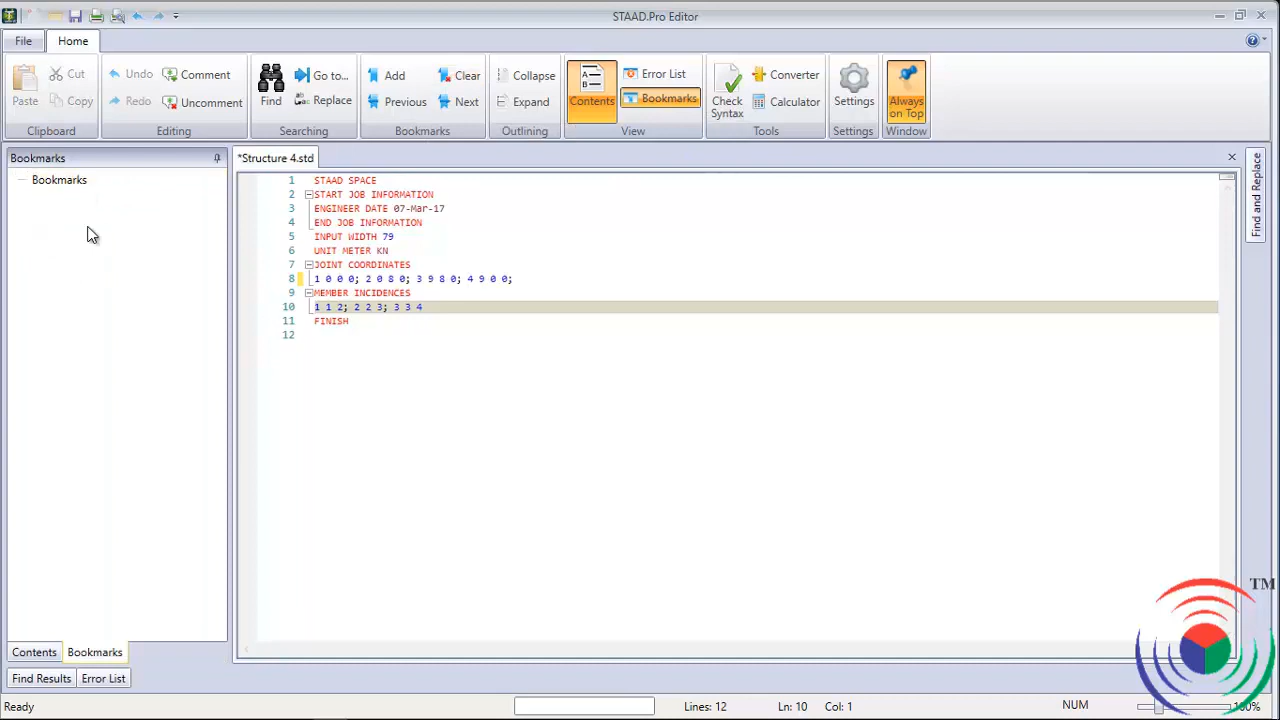 STAAD.Pro Editor
File
Home
Paste
Cut
Copy
Clipboard
Undo
Redo
Comment
Uncomment
Editing
Find
Go to...
Replace
Searching
Add
Previous
Clear
Next
Bookmarks
Collapse
Expand
Outlining
Contents
Error List
Bookmarks
View
Check Syntax
Converter
Calculator
Tools
Settings
Settings
Always on Top
Window
Bookmarks
Bookmarks
*Structure 4.std
1 STAAD SPACE
2 START JOB INFORMATION
3 ENGINEER DATE 07-Mar-17
4 END JOB INFORMATION
5 INPUT WIDTH 79
6 UNIT METER KN
7 JOINT COORDINATES
8 1 0 0 0; 2 0 8 0; 3 9 8 0; 4 9 0 0;
9 MEMBER INCIDENCES
10 1 1 2; 2 2 3; 3 3 4
11 FINISH
12
Find and Replace
Contents
Bookmarks
Find Results
Error List
Ready
Lines: 12
Ln: 10
Col: 1
NUM
100%
TM